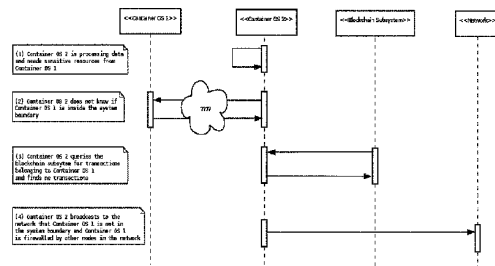 <<Container OS 1>>
<<Container OS 2>>
<<Blockchain Subsystem>>
<<Network>>
(1) Container OS 2 is processing data
and needs sensitive resources from
Container OS 1
(2) Container OS 2 does not know if
Container OS 1 is inside the system
boundary
????
(3) Container OS 2 queries the
blockchain subsytem for transactions
belonging to Container OS 1
and finds no transactions
(4) Container OS 2 broadcasts to the
network that Container OS 1 is not in
the system boundary and Container OS 1
is firewalled by other nodes in the network